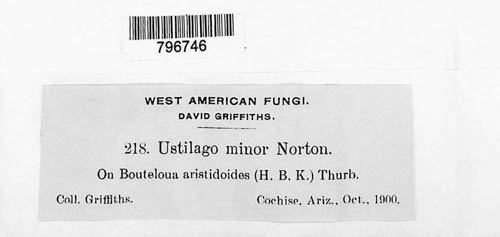 796746
WEST AMERICAN FUNGI.
DAVID GRIFFITHS.
218. Ustilago minor Norton.
On Bouteloua aristidoides (H. B. K.) Thurb.
Coll. Griffiths. Cochise, Ariz., Oct., 1900.